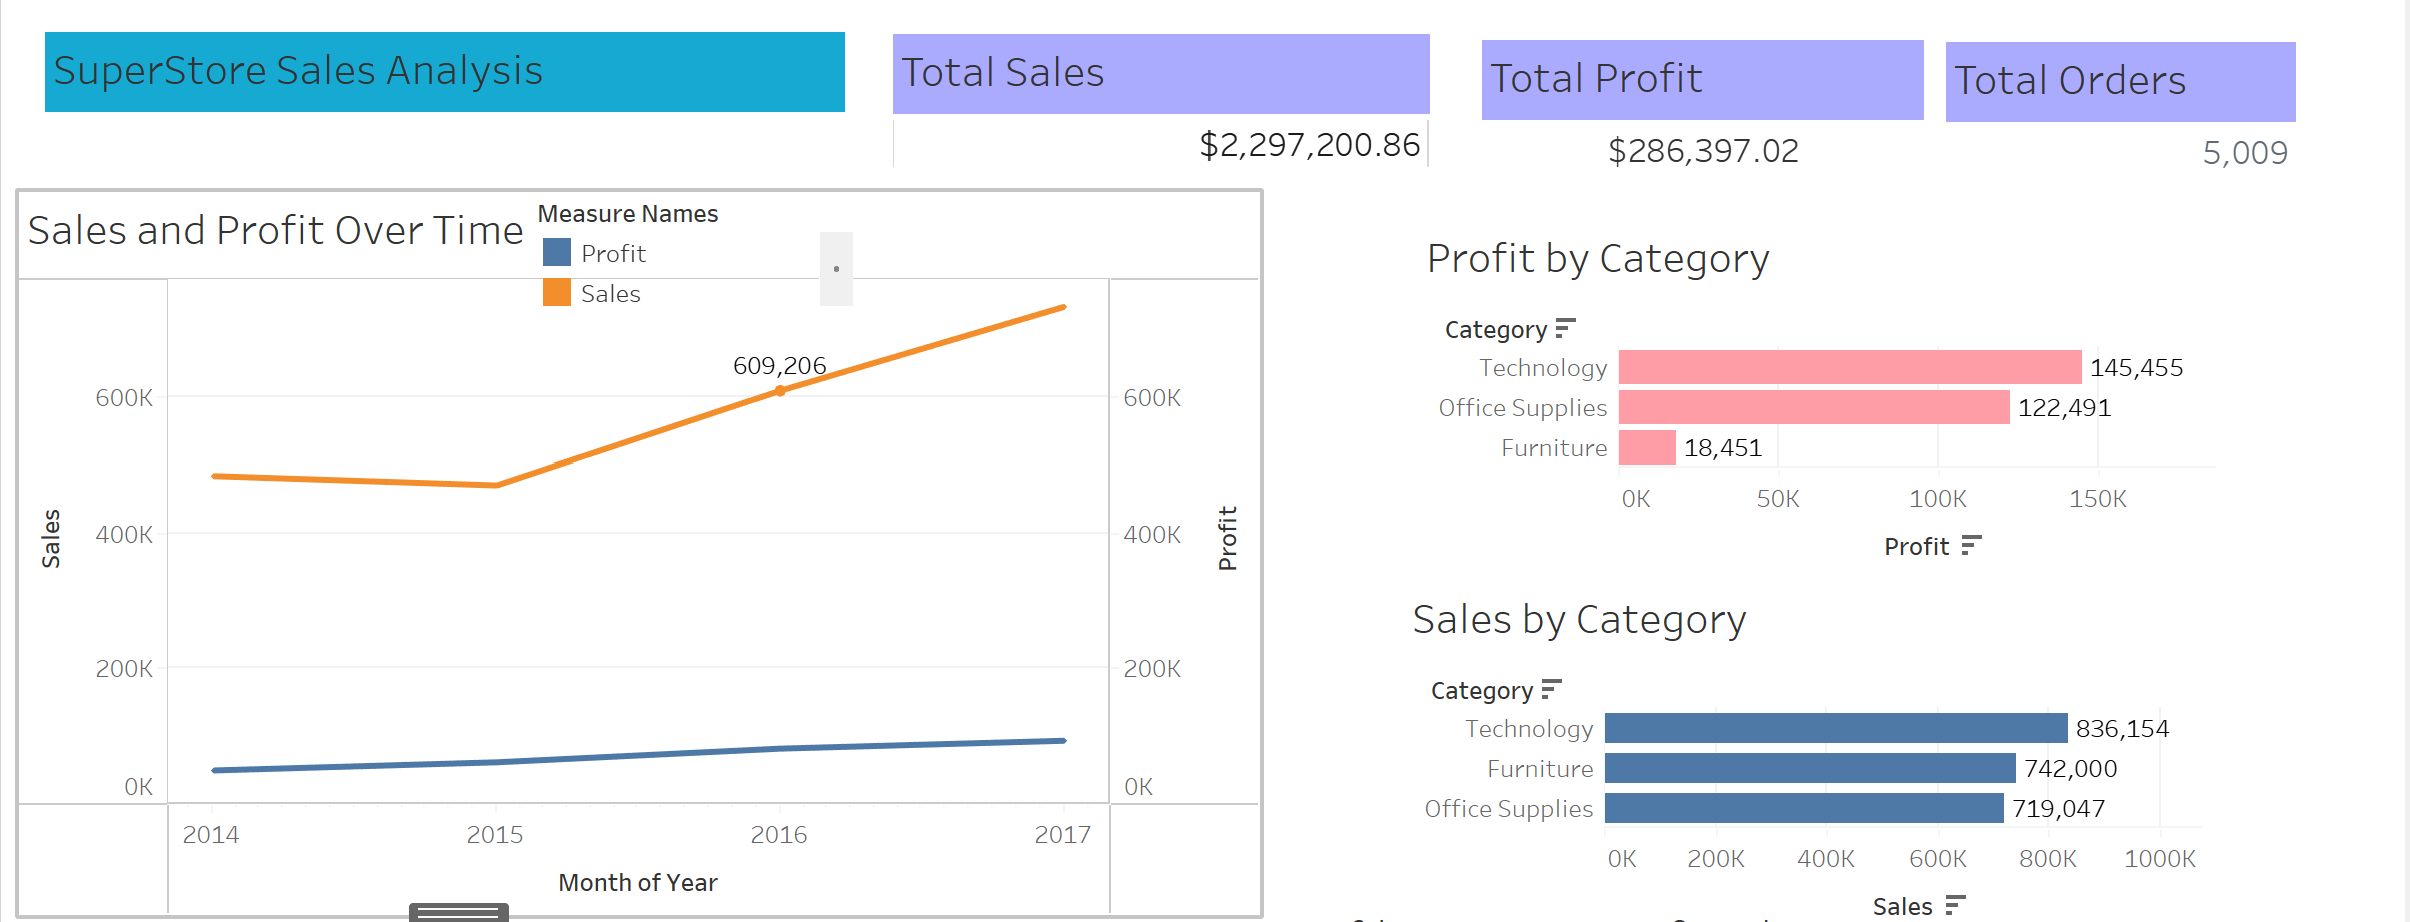 SuperStore Sales Analysis
Total Sales
$2,297,200.86
Total Profit
$286,397.02
Total Orders
5,009
Sales and Profit Over Time
Measure Names
Profit
Sales
609,206
600K
400K
200K
0K
Sales
600K
400K
200K
0K
Profit
2014 2015 2016 2017
Month of Year
Profit by Category
Category
Technology 145,455
Office Supplies 122,491
Furniture 18,451
0K 50K 100K 150K
Profit
Sales by Category
Category
Technology 836,154
Furniture 742,000
Office Supplies 719,047
0K 200K 400K 600K 800K 1000K
Sales